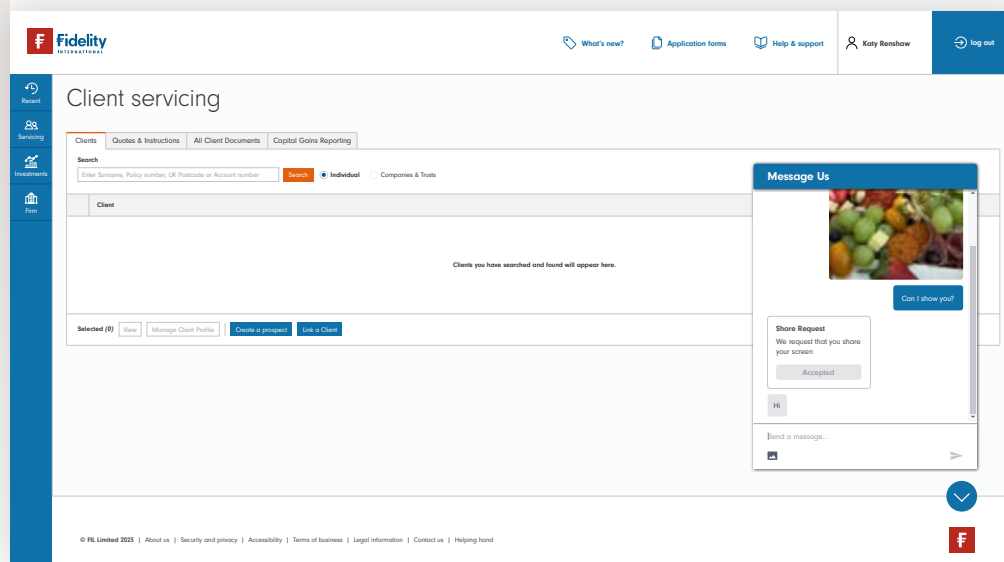 Fidelity
INTERNATIONAL
What's new?
Application forms
Help & support
Katy Renshaw
log out
Recent
Servicing
Investments
Firm
Client servicing
Clients
Quotes & Instructions
All Client Documents
Capital Gains Reporting
Search
Enter Surname, Policy number, UK Postcode or Account number
Search
Individual
Companies & Trusts
Client
Clients you have searched and found will appear here.
Selected (0)
View
Manage Client Profile
Create a prospect
Link a Client
Message Us
Can I show you?
Share Request
We request that you share
your screen
Accepted
Hi
Send a message...
© FIL Limited 2023 | About us | Security and privacy | Accessibility | Terms of business | Legal information | Contact us | Helping hand